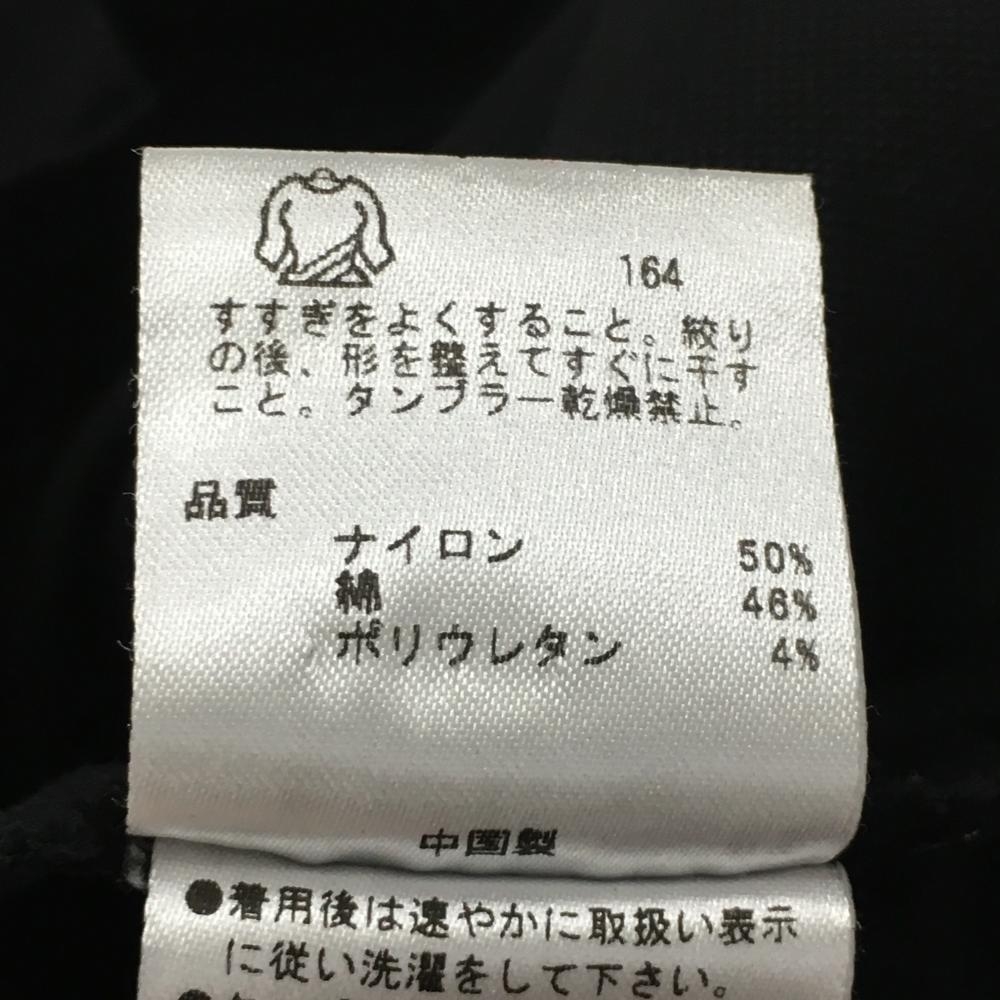 164
すすぎをよくすること。絞り
の後、形を整えてすぐに干す
こと。タンブラー乾燥禁止。
品質
ナイロン 50%
綿 46%
ポリウレタン 4%
中国製
●着用後は速やかに取扱い表示
に従い洗濯をして下さい。